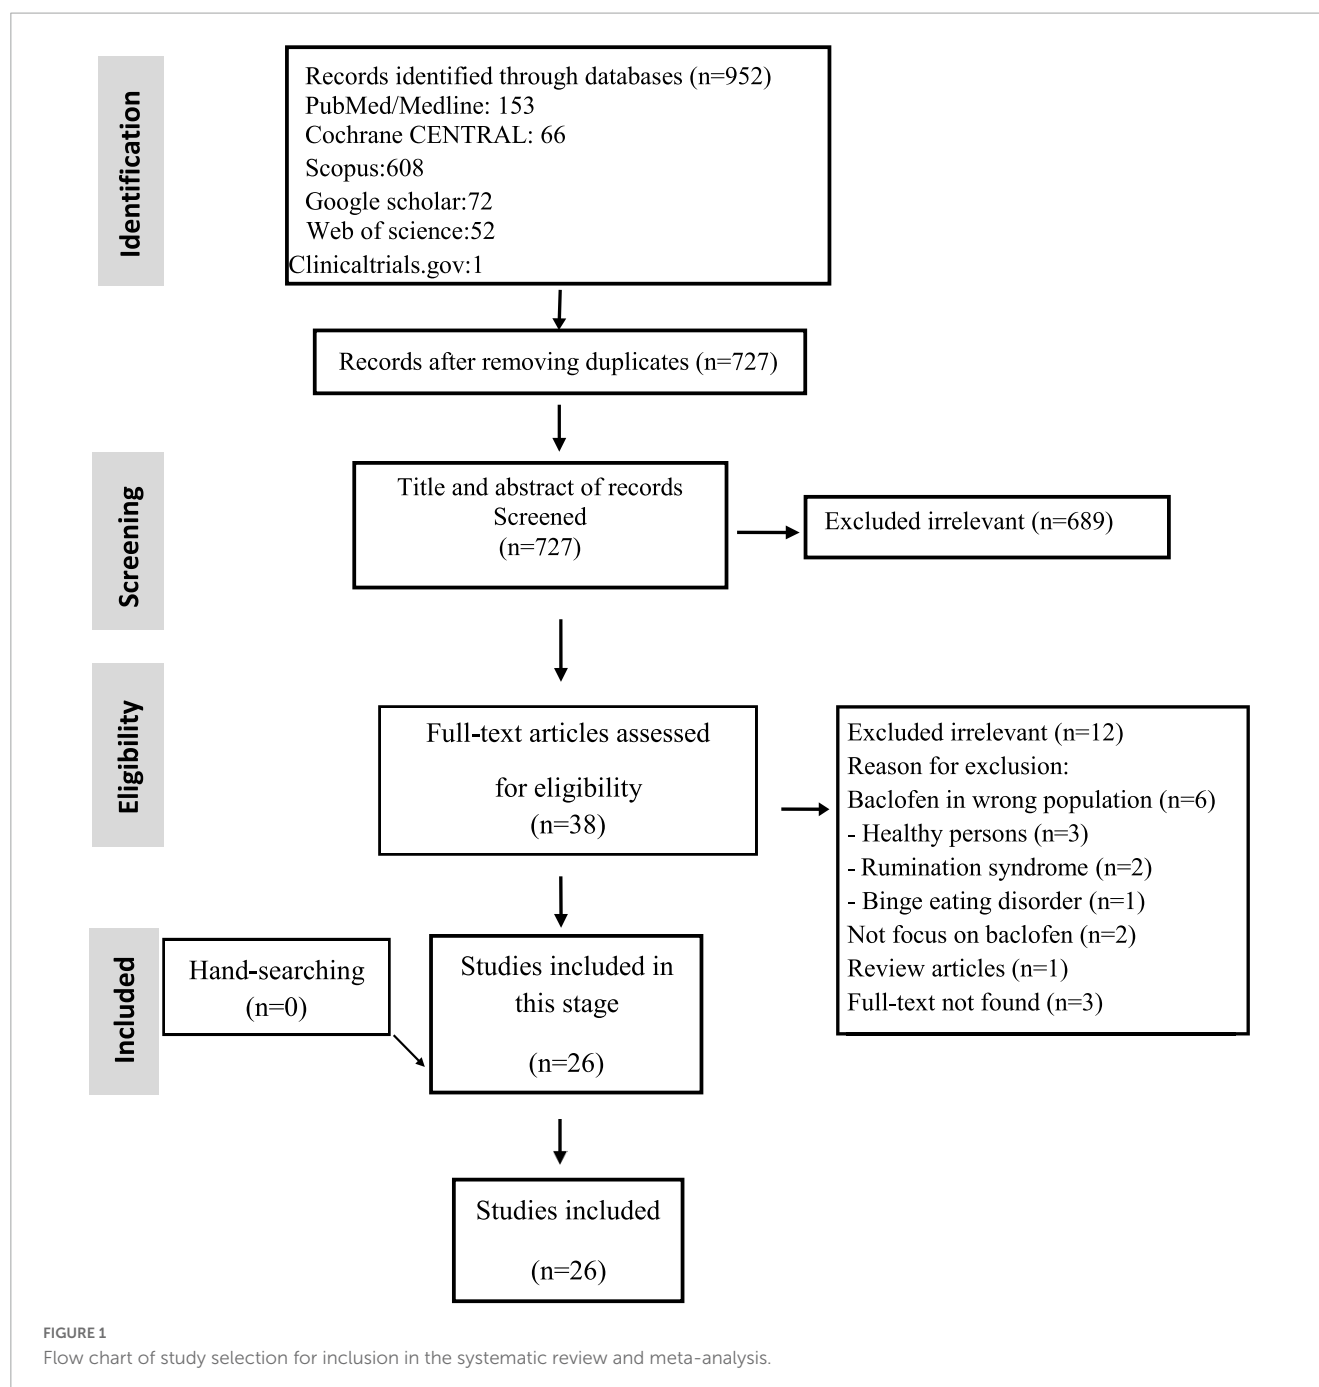 Identification
Records identified through databases (n=952)
PubMed/Medline: 153
Cochrane CENTRAL: 66
Scopus:608
Google scholar:72
Web of science:52
Clinicaltrials.gov:1
Records after removing duplicates (n=727)
Screening
Title and abstract of records
Screened
(n=727)
Excluded irrelevant (n=689)
Eligibility
Full-text articles assessed
for eligibility
(n=38)
Excluded irrelevant (n=12)
Reason for exclusion:
Baclofen in wrong population (n=6)
- Healthy persons (n=3)
- Rumination syndrome (n=2)
- Binge eating disorder (n=1)
Not focus on baclofen (n=2)
Review articles (n=1)
Full-text not found (n=3)
Included
Hand-searching
(n=0)
Studies included in
this stage
(n=26)
Studies included
(n=26)
FIGURE 1
Flow chart of study selection for inclusion in the systematic review and meta-analysis.